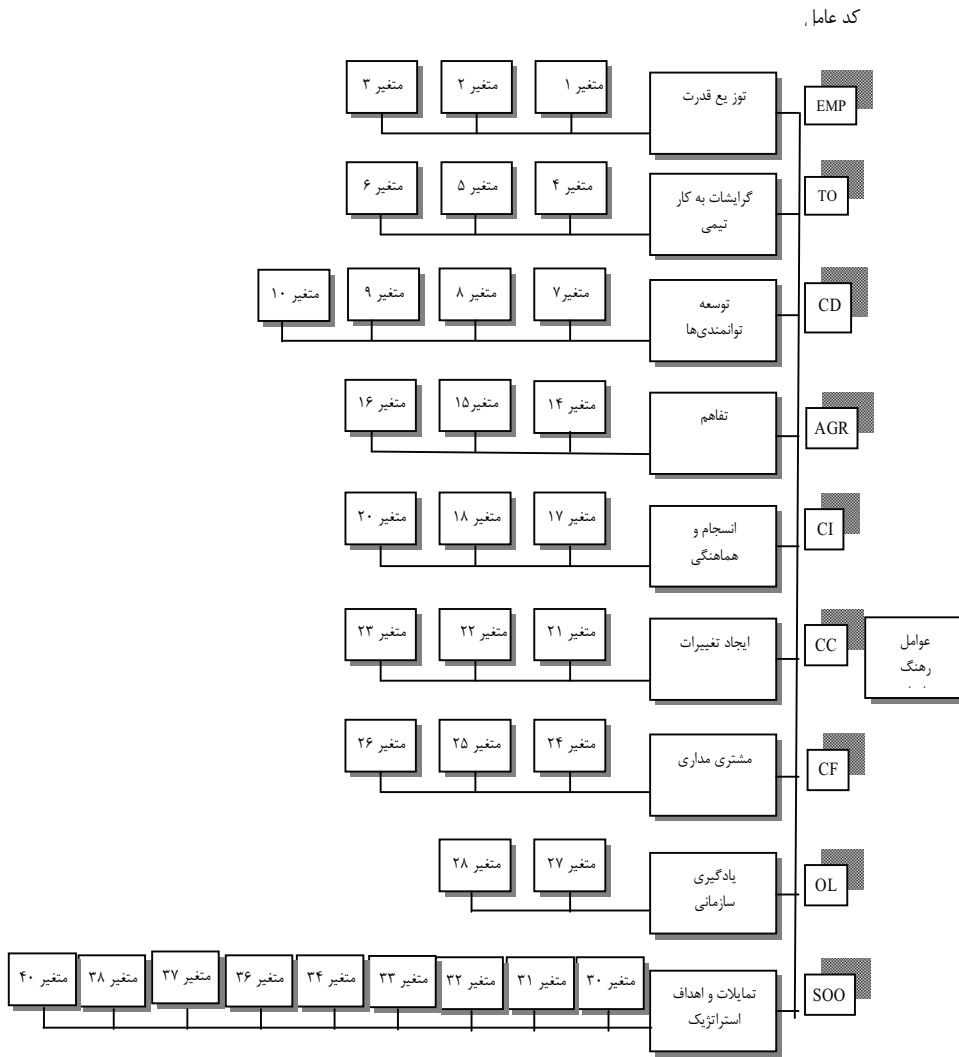 کد عامل
EMP
توزیع قدرت
متغیر ۱
متغیر ۲
متغیر ۳
TO
گرایشات به کار
تیمی
متغیر ۴
متغیر ۵
متغیر ۶
CD
توسعه
توانمندی‌ها
متغیر۷
متغیر ۸
متغیر ۹
متغیر ۱۰
AGR
تفاهم
متغیر ۱۴
متغیر۱۵
متغیر ۱۶
CI
انسجام و
هماهنگی
متغیر ۱۷
متغیر ۱۸
متغیر ۲۰
عوامل
رهنگ
CC
ایجاد تغییرات
متغیر ۲۱
متغیر ۲۲
متغیر ۲۳
CF
مشتری مداری
متغیر ۲۴
متغیر ۲۵
متغیر ۲۶
OL
یادگیری
سازمانی
متغیر ۲۷
متغیر ۲۸
SOO
تمایلات و اهداف
استراتژیک
متغیر ۳۰
متغیر ۳۱
متغیر ۳۲
متغیر ۳۳
متغیر ۳۴
متغیر ۳۶
متغیر ۳۷
متغیر ۳۸
متغیر ۴۰